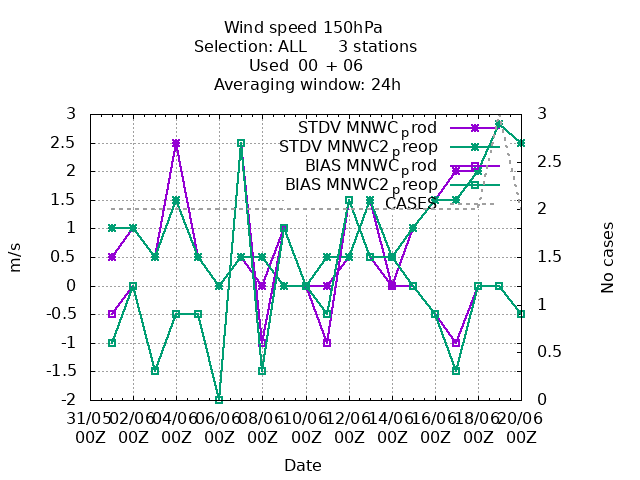 Wind speed 150hPa
Selection: ALL 3 stations
Used 00 + 06
Averaging window: 24h
STDV MNWC_prod
STDV MNWC2_preop
BIAS MNWC_prod
BIAS MNWC2_preop
CASES
3
2.5
2
1.5
1
0.5
0
-0.5
-1
-1.5
-2
m/s
3
2.5
2
1.5
1
0.5
0
No cases
31/05 02/06 04/06 06/06 08/06 10/06 12/06 14/06 16/06 18/06 20/06
00Z 00Z 00Z 00Z 00Z 00Z 00Z 00Z 00Z 00Z 00Z
Date